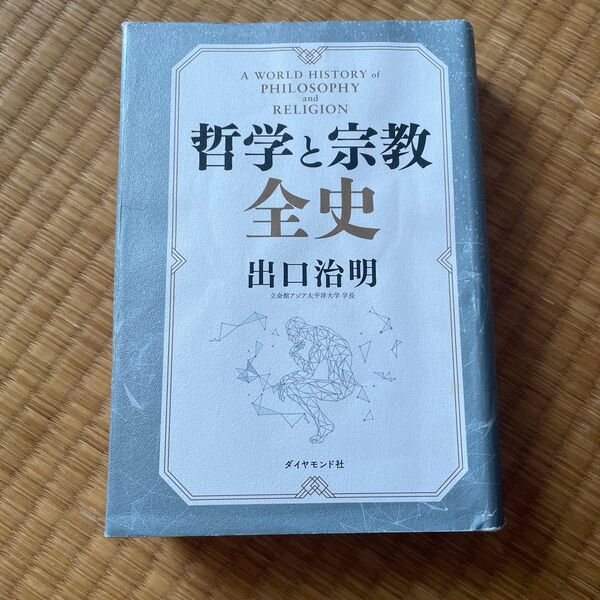 A WORLD HISTORY of
PHILOSOPHY
and
RELIGION
哲学と宗教
全史
出口治明
立命館アジア太平洋大学 学長
ダイヤモンド社